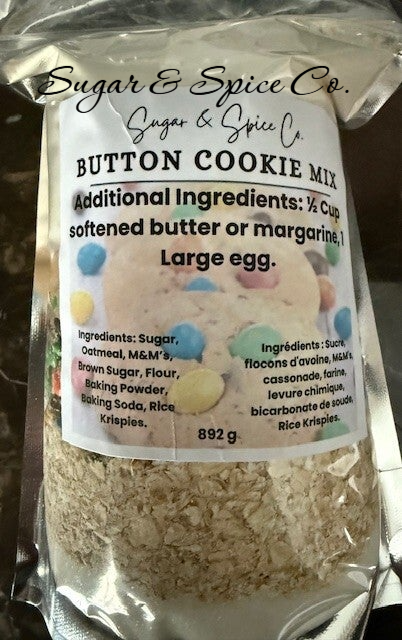 Sugar & Spice Co.
Sugar & Spice Co.
BUTTON COOKIE MIX
Additional Ingredients: ½ Cup
softened butter or margarine, 1
Large egg.
Ingredients: Sugar,
Oatmeal, M&M's,
Brown Sugar, Flour,
Baking Powder,
Baking Soda, Rice
Krispies.
Ingrédients : Sucre,
flocons d'avoine, M&M's,
cassonade, farine,
levure chimique,
bicarbonate de soude,
Rice Krispies.
892 g